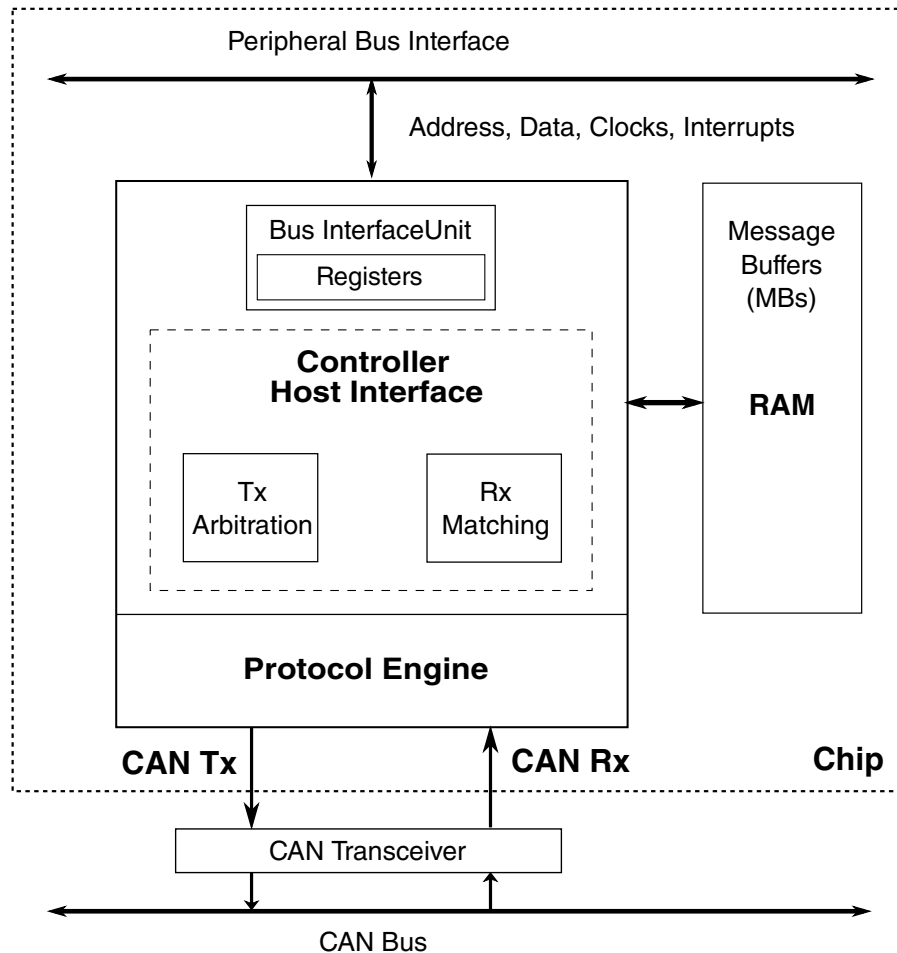 Peripheral Bus Interface
Address, Data, Clocks, Interrupts
Bus InterfaceUnit
Registers
Message
Buffers
(MBs)
RAM
Controller
Host Interface
Tx
Arbitration
Rx
Matching
Protocol Engine
CAN Tx
CAN Rx
Chip
CAN Transceiver
CAN Bus